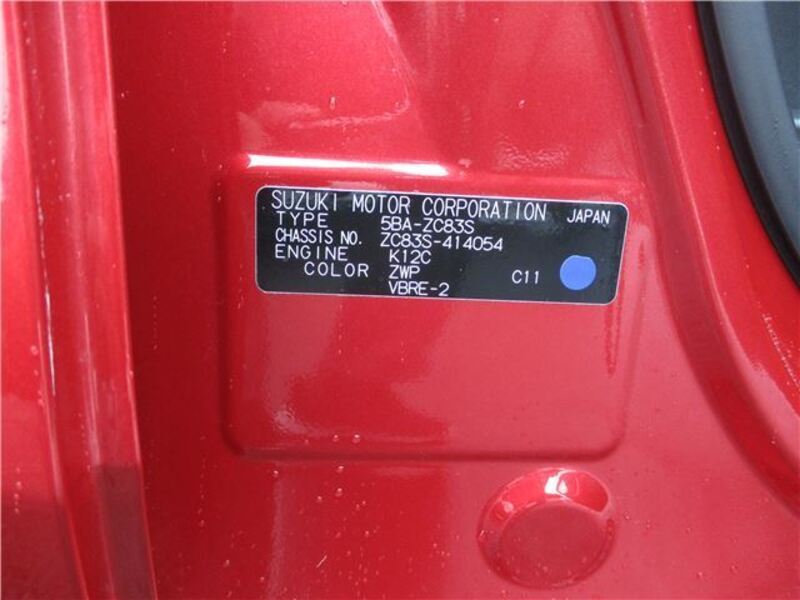 SUZUKI MOTOR CORPORATION JAPAN
TYPE 5BA-ZC83S
CHASSIS NO. ZC83S-414054
ENGINE K12C
COLOR ZWP C11
VBRE-2